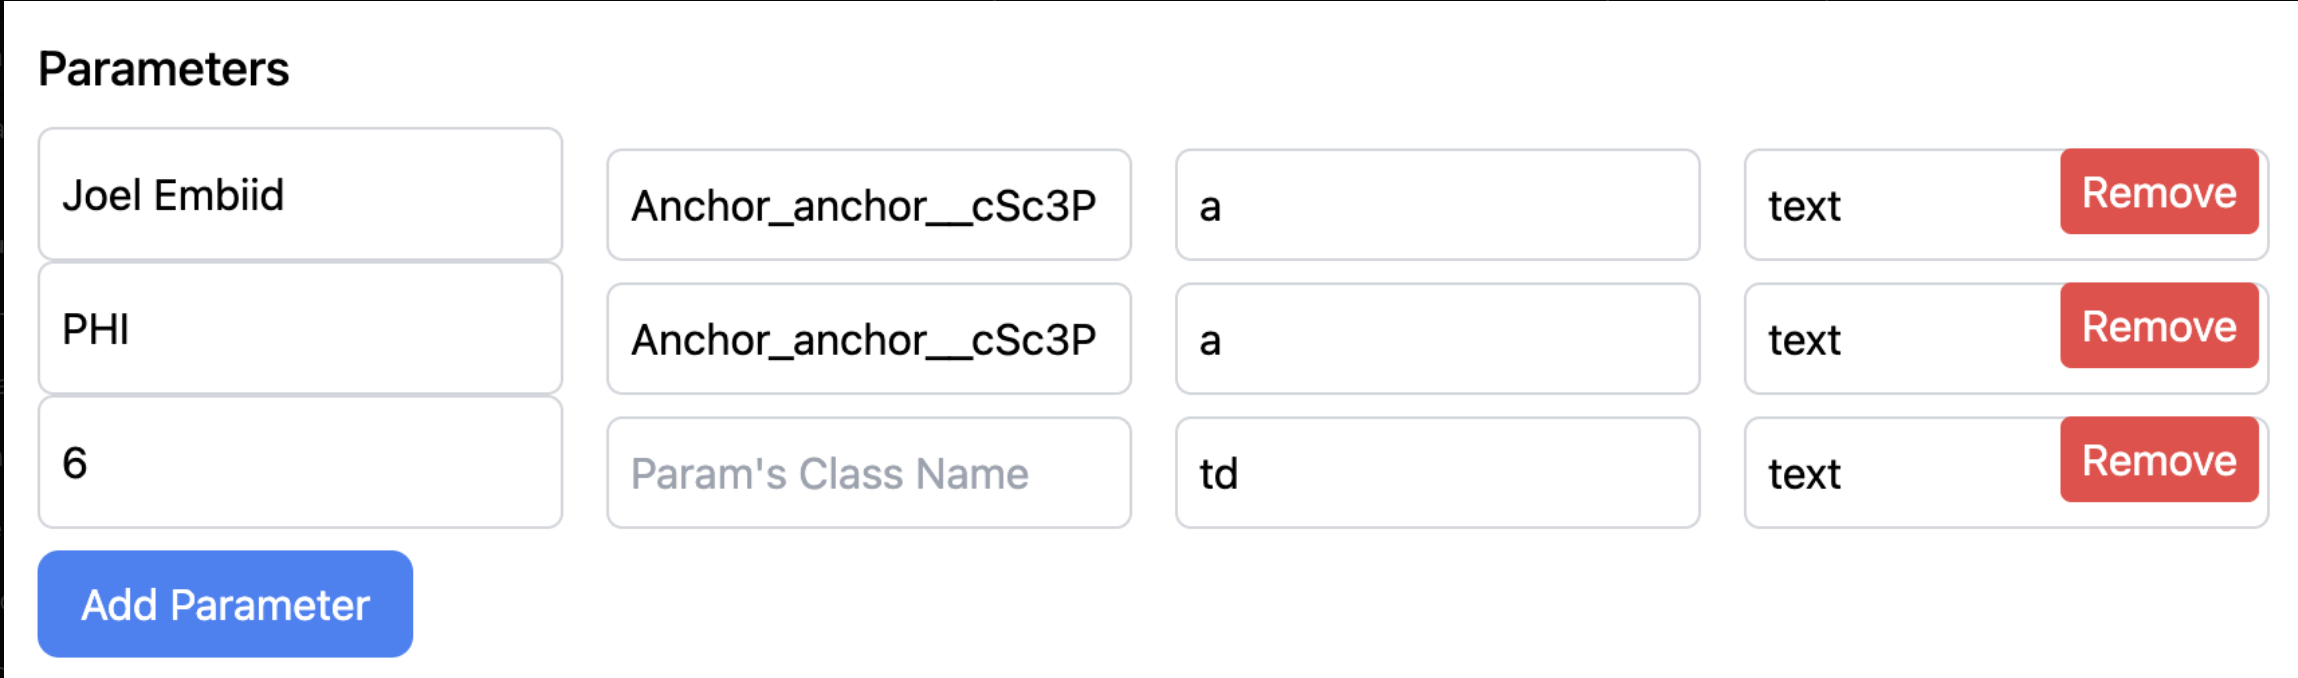 Parameters
Joel Embiid Anchor_anchor__cSc3P a text Remove
PHI Anchor_anchor__cSc3P a text Remove
6 Param's Class Name td text Remove
Add Parameter